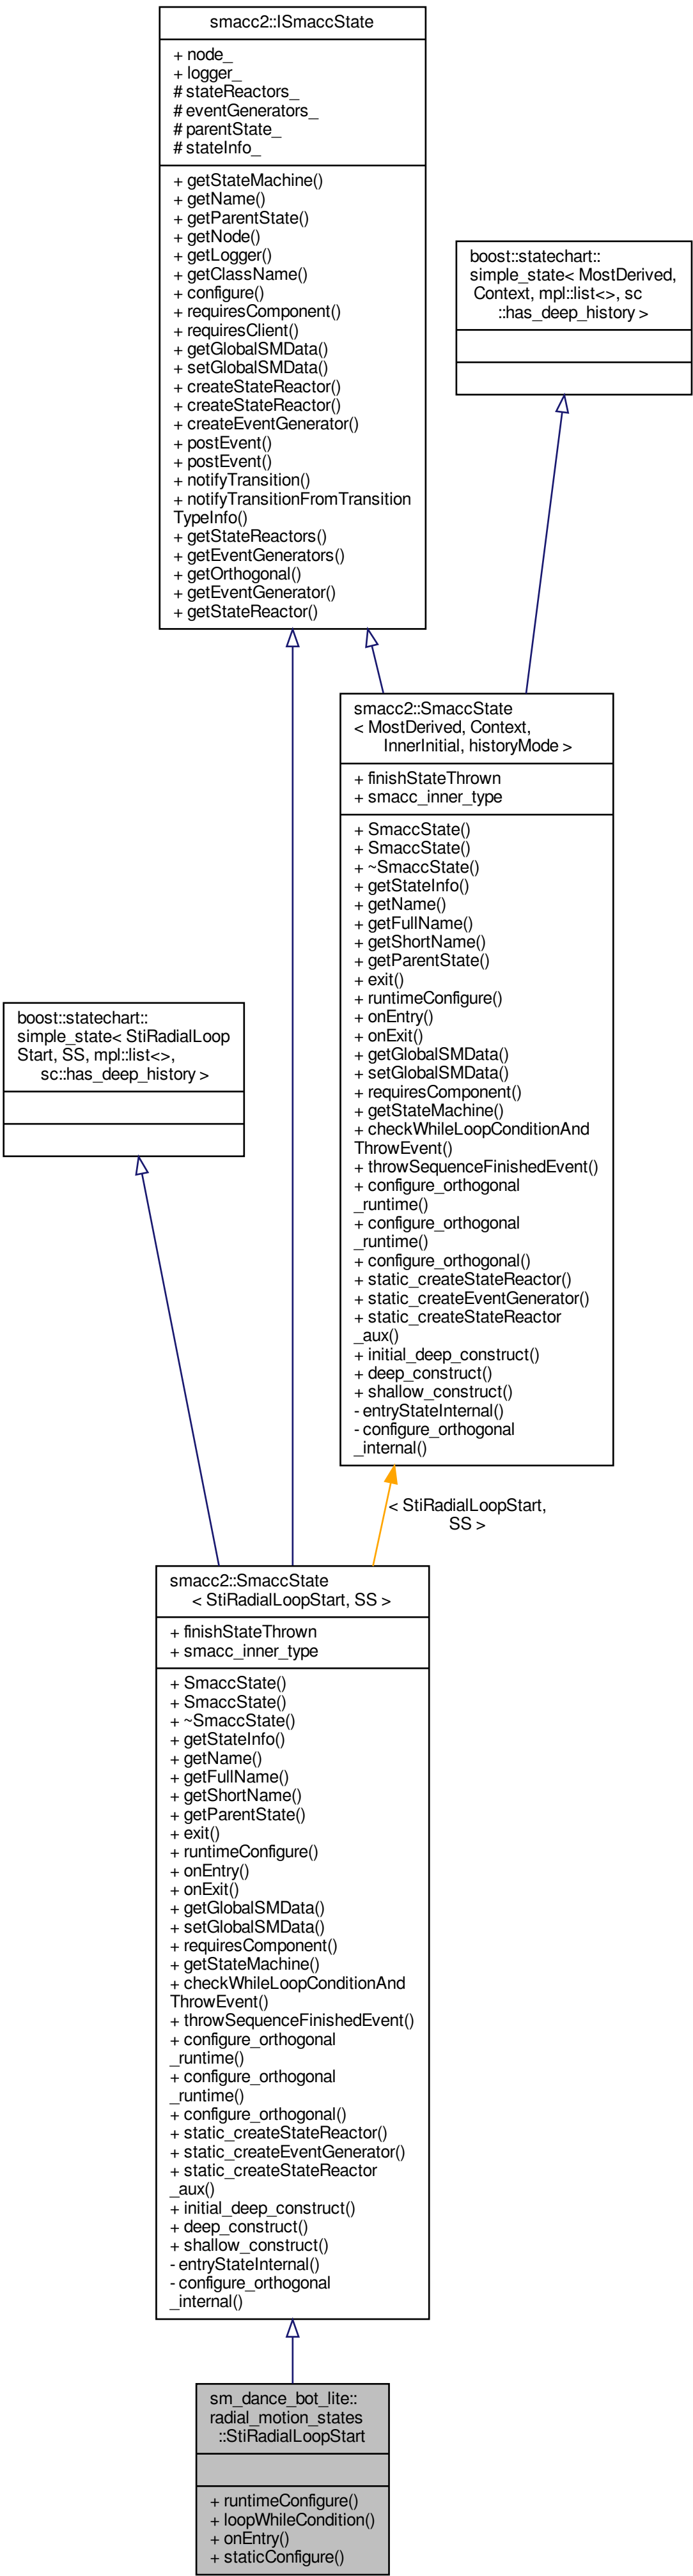 smacc2::ISmaccState
+ node_
+ logger_
# stateReactors_
# eventGenerators_
# parentState_
# stateInfo_
+ getStateMachine()
+ getName()
+ getParentState()
+ getNode()
+ getLogger()
+ getClassName()
+ configure()
+ requiresComponent()
+ requiresClient()
+ getGlobalSMData()
+ setGlobalSMData()
+ createStateReactor()
+ createStateReactor()
+ createEventGenerator()
+ postEvent()
+ postEvent()
+ notifyTransition()
+ notifyTransitionFromTransition
TypeInfo()
+ getStateReactors()
+ getEventGenerators()
+ getOrthogonal()
+ getEventGenerator()
+ getStateReactor()
boost::statechart::
simple_state< MostDerived,
Context, mpl::list<>, sc
::has_deep_history >
smacc2::SmaccState
< MostDerived, Context,
InnerInitial, historyMode >
+ finishStateThrown
+ smacc_inner_type
+ SmaccState()
+ SmaccState()
+ ~SmaccState()
+ getStateInfo()
+ getName()
+ getFullName()
+ getShortName()
+ getParentState()
+ exit()
+ runtimeConfigure()
+ onEntry()
+ onExit()
+ getGlobalSMData()
+ setGlobalSMData()
+ requiresComponent()
+ getStateMachine()
+ checkWhileLoopConditionAnd
ThrowEvent()
+ throwSequenceFinishedEvent()
+ configure_orthogonal
_runtime()
+ configure_orthogonal
_runtime()
+ configure_orthogonal()
+ static_createStateReactor()
+ static_createEventGenerator()
+ static_createStateReactor
_aux()
+ initial_deep_construct()
+ deep_construct()
+ shallow_construct()
- entryStateInternal()
- configure_orthogonal
_internal()
boost::statechart::
simple_state< StiRadialLoop
Start, SS, mpl::list<>,
sc::has_deep_history >
< StiRadialLoopStart,
SS >
smacc2::SmaccState
< StiRadialLoopStart, SS >
+ finishStateThrown
+ smacc_inner_type
+ SmaccState()
+ SmaccState()
+ ~SmaccState()
+ getStateInfo()
+ getName()
+ getFullName()
+ getShortName()
+ getParentState()
+ exit()
+ runtimeConfigure()
+ onEntry()
+ onExit()
+ getGlobalSMData()
+ setGlobalSMData()
+ requiresComponent()
+ getStateMachine()
+ checkWhileLoopConditionAnd
ThrowEvent()
+ throwSequenceFinishedEvent()
+ configure_orthogonal
_runtime()
+ configure_orthogonal
_runtime()
+ configure_orthogonal()
+ static_createStateReactor()
+ static_createEventGenerator()
+ static_createStateReactor
_aux()
+ initial_deep_construct()
+ deep_construct()
+ shallow_construct()
- entryStateInternal()
- configure_orthogonal
_internal()
sm_dance_bot_lite::
radial_motion_states
::StiRadialLoopStart
+ runtimeConfigure()
+ loopWhileCondition()
+ onEntry()
+ staticConfigure()